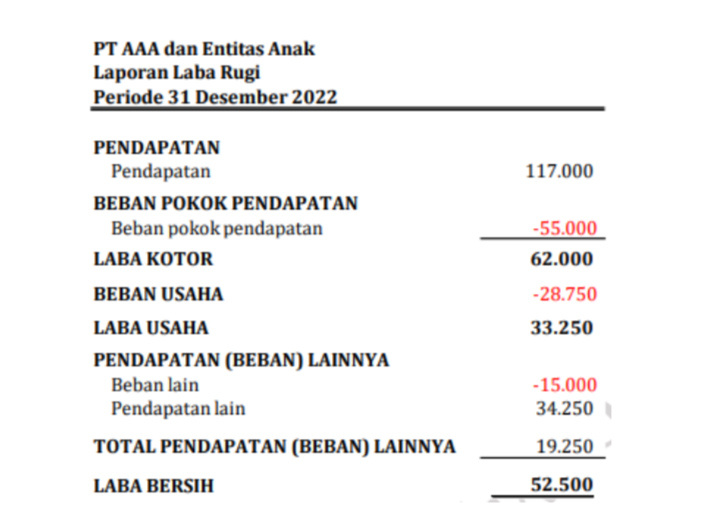 PT AAA dan Entitas Anak
Laporan Laba Rugi
Periode 31 Desember 2022
PENDAPATAN
Pendapatan 117.000
BEBAN POKOK PENDAPATAN
Beban pokok pendapatan -55.000
LABA KOTOR 62.000
BEBAN USAHA -28.750
LABA USAHA 33.250
PENDAPATAN (BEBAN) LAINNYA
Beban lain -15.000
Pendapatan lain 34.250
TOTAL PENDAPATAN (BEBAN) LAINNYA 19.250
LABA BERSIH 52.500